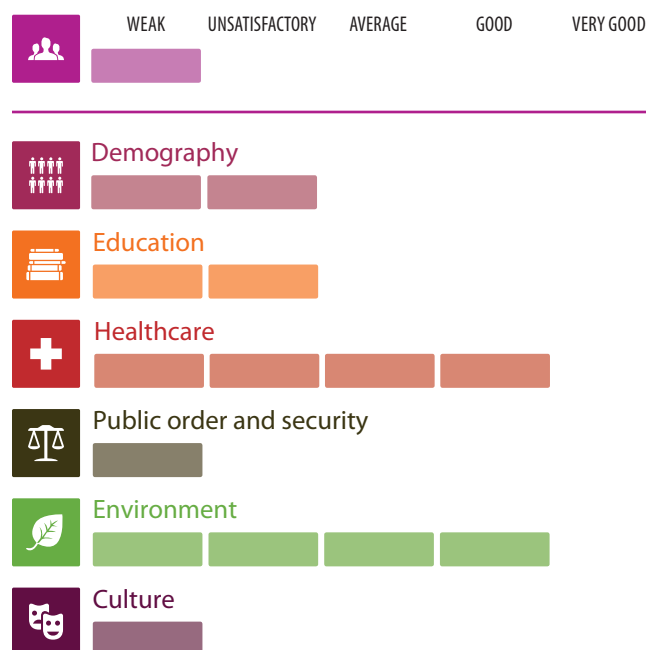 WEAK UNSATISFACTORY AVERAGE GOOD VERY GOOD
Demography
Education
Healthcare
Public order and security
Environment
Culture